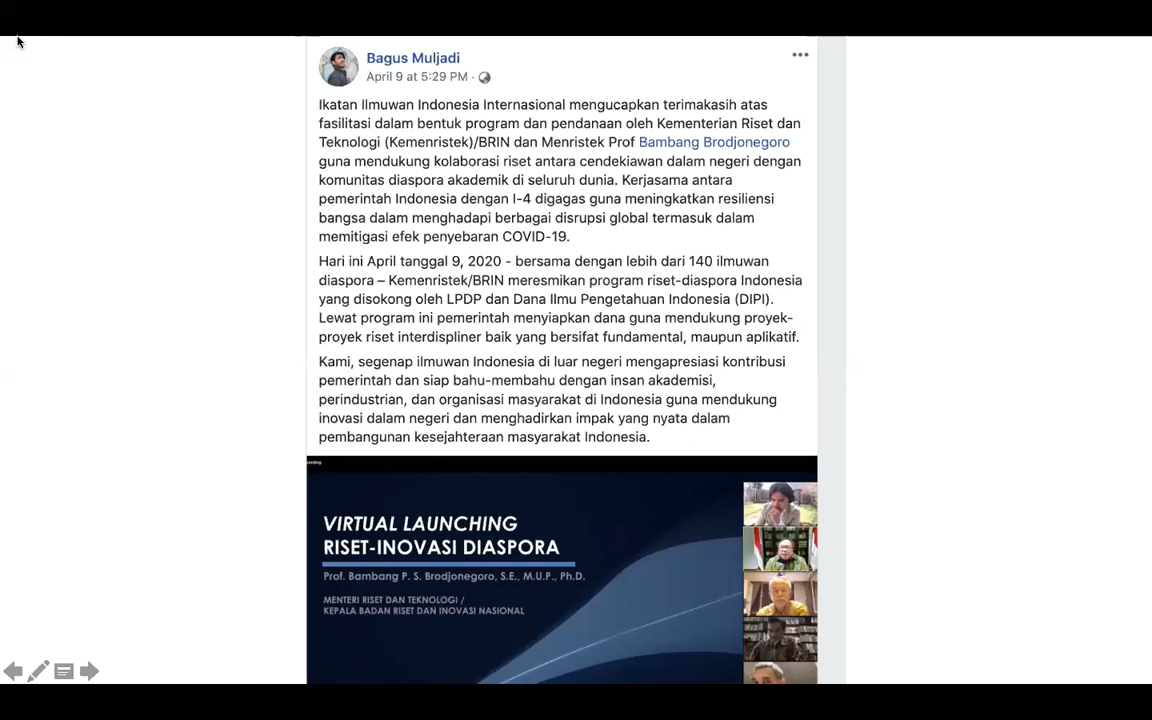 Bagus Muljadi
April 9 at 5:29 PM ·
Ikatan Ilmuwan Indonesia Internasional mengucapkan terimakasih atas
fasilitasi dalam bentuk program dan pendanaan oleh Kementerian Riset dan
Teknologi (Kemenristek)/BRIN dan Menristek Prof Bambang Brodjonegoro
guna mendukung kolaborasi riset antara cendekiawan dalam negeri dengan
komunitas diaspora akademik di seluruh dunia. Kerjasama antara
pemerintah Indonesia dengan I-4 digagas guna meningkatkan resiliensi
bangsa dalam menghadapi berbagai disrupsi global termasuk dalam
memitigasi efek penyebaran COVID-19.
Hari ini April tanggal 9, 2020 - bersama dengan lebih dari 140 ilmuwan
diaspora – Kemenristek/BRIN meresmikan program riset-diaspora Indonesia
yang disokong oleh LPDP dan Dana Ilmu Pengetahuan Indonesia (DIPI).
Lewat program ini pemerintah menyiapkan dana guna mendukung proyek-
proyek riset interdispliner baik yang bersifat fundamental, maupun aplikatif.
Kami, segenap ilmuwan Indonesia di luar negeri mengapresiasi kontribusi
pemerintah dan siap bahu-membahu dengan insan akademisi,
perindustrian, dan organisasi masyarakat di Indonesia guna mendukung
inovasi dalam negeri dan menghadirkan impak yang nyata dalam
pembangunan kesejahteraan masyarakat Indonesia.
VIRTUAL LAUNCHING
RISET-INOVASI DIASPORA
Prof. Bambang P. S. Brodjonegoro, S.E., M.U.P., Ph.D.
MENTERI RISET DAN TEKNOLOGI /
KEPALA BADAN RISET DAN INOVASI NASIONAL